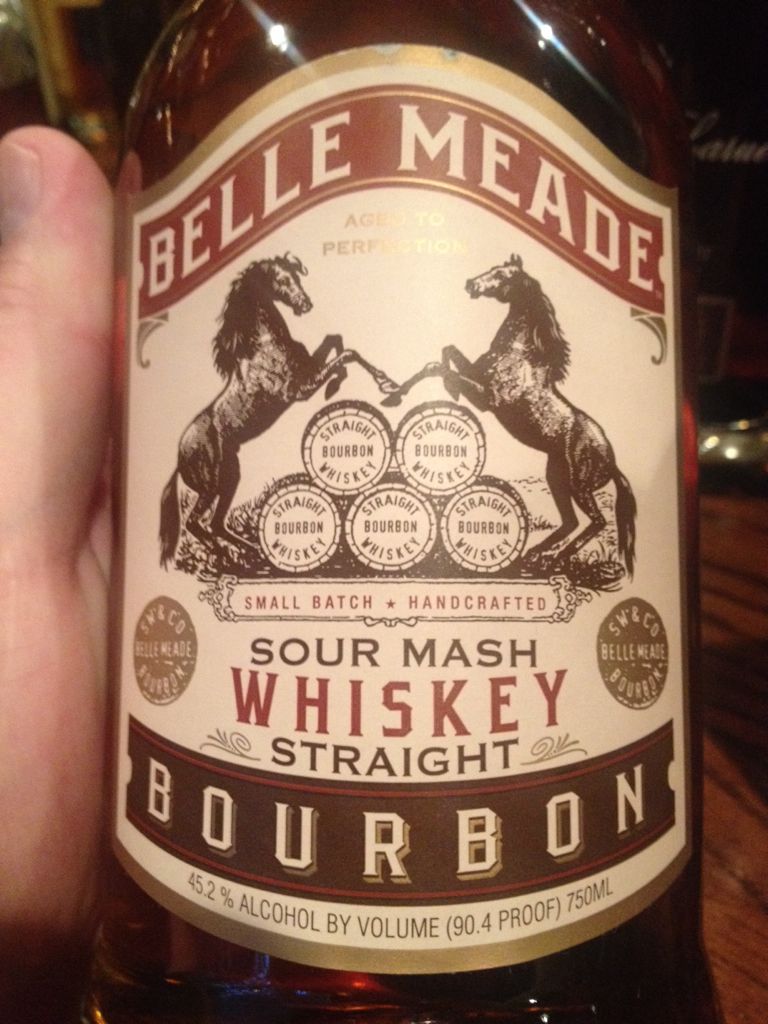 BELLE MEADE
AGED TO
PERFECTION
STRAIGHT
BOURBON
WHISKEY
STRAIGHT
BOURBON
WHISKEY
STRAIGHT
BOURBON
WHISKEY
STRAIGHT
BOURBON
WHISKEY
STRAIGHT
BOURBON
WHISKEY
SMALL BATCH ★ HANDCRAFTED
SW & CO
BELLE MEADE
BOURBON
SW & CO
BELLE MEADE
BOURBON
SOUR MASH
WHISKEY
STRAIGHT
BOURBON
45.2 % ALCOHOL BY VOLUME (90.4 PROOF) 750ML